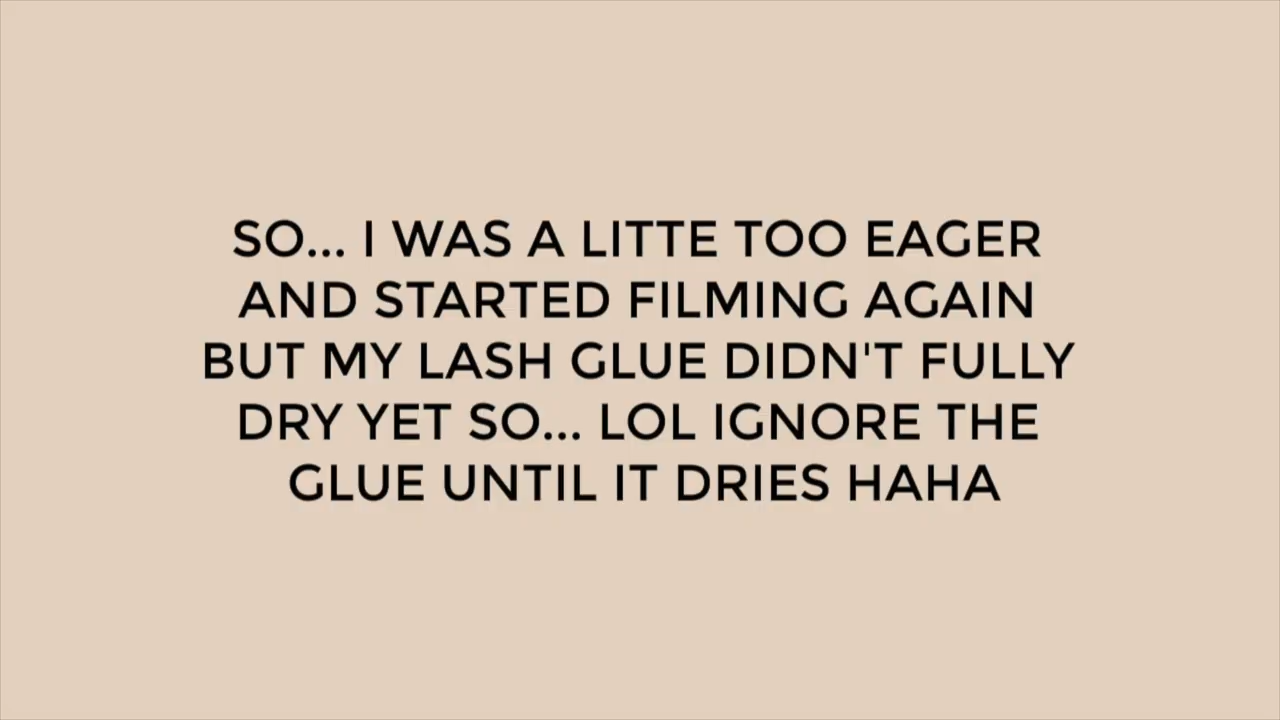 SO... I WAS A LITTE TOO EAGER
AND STARTED FILMING AGAIN
BUT MY LASH GLUE DIDN'T FULLY
DRY YET SO... LOL IGNORE THE
GLUE UNTIL IT DRIES HAHA